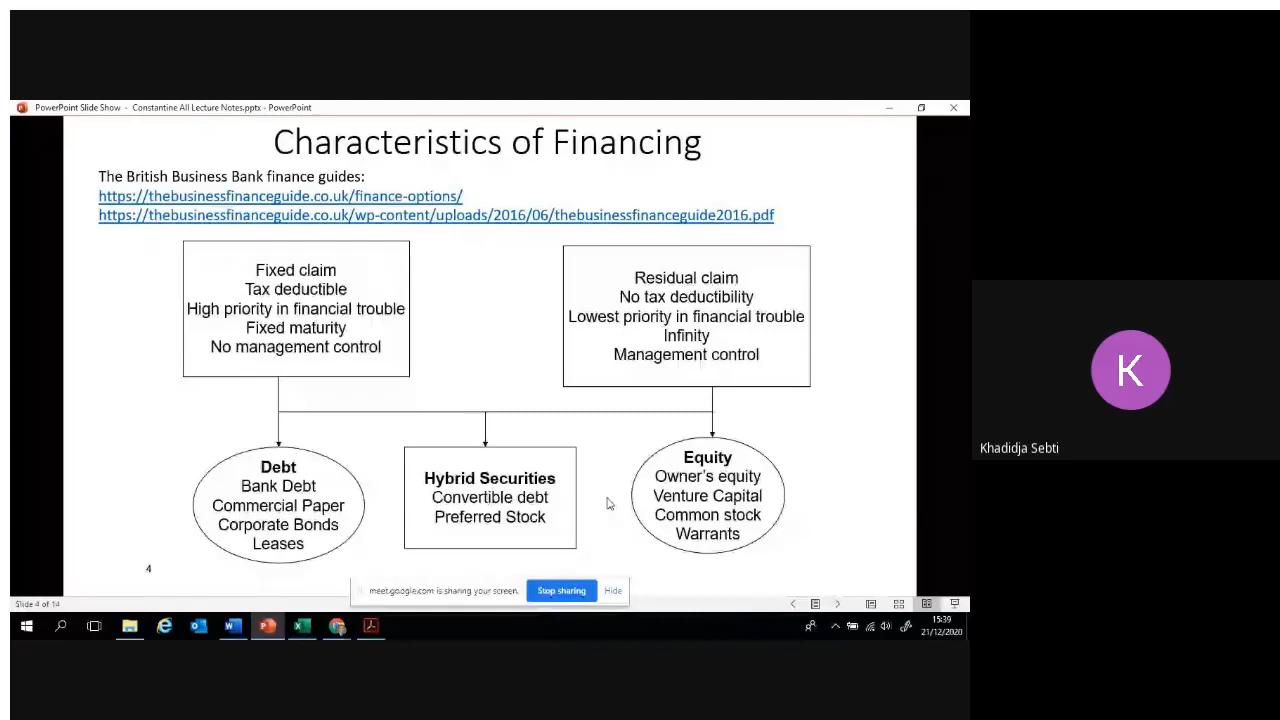 PowerPoint Slide Show - Constantine All Lecture Notes.pptx - PowerPoint
Characteristics of Financing
The British Business Bank finance guides:
https://thebusinessfinanceguide.co.uk/finance-options/
https://thebusinessfinanceguide.co.uk/wp-content/uploads/2016/06/thebusinessfinanceguide2016.pdf
Fixed claim
Tax deductible
High priority in financial trouble
Fixed maturity
No management control
Residual claim
No tax deductibility
Lowest priority in financial trouble
Infinity
Management control
Debt
Bank Debt
Commercial Paper
Corporate Bonds
Leases
Hybrid Securities
Convertible debt
Preferred Stock
Equity
Owner's equity
Venture Capital
Common stock
Warrants
4
meet.google.com is sharing your screen.
Stop sharing
Hide
Slide 4 of 14
15:39
21/12/2020
K
Khadidja Sebti